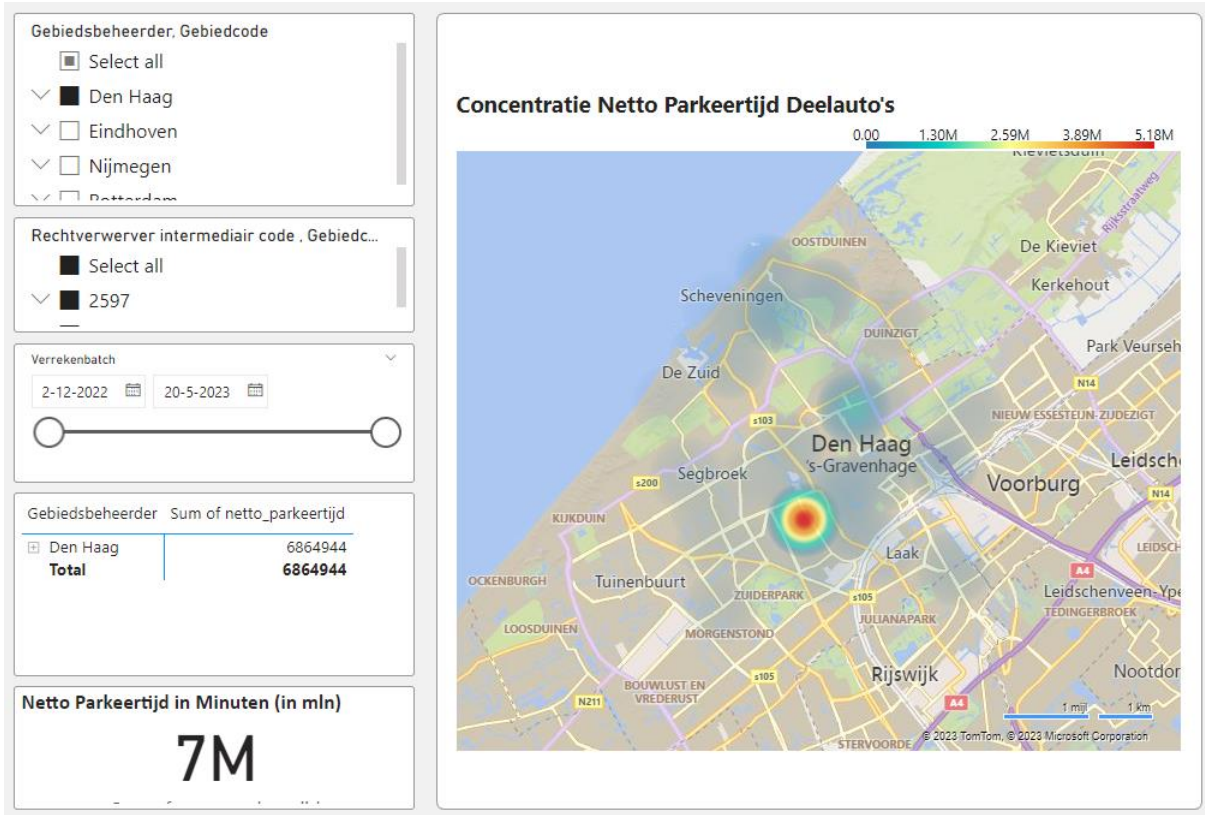 Gebiedsbeheerder, Gebiedcode
Select all
Den Haag
Eindhoven
Nijmegen
Rotterdam
Rechtverwerver intermediair code , Gebiedc...
Select all
2597
Verrekenbatch
2-12-2022 20-5-2023
Gebiedsbeheerder Sum of netto_parkeertijd
Den Haag 6864944
Total 6864944
Netto Parkeertijd in Minuten (in mln)
7M
Concentratie Netto Parkeertijd Deelauto's
0.00 1.30M 2.59M 3.89M 5.18M
KIEVIETSDUIN
Rijksstraatweg
OOSTDUINEN
De Kieviet
Kerkehout
Scheveningen
DUINZIGT
Park Veurseh
De Zuid
N14
NIEUW ESSESTEIJN-ZIJDEZIGT
s103
Den Haag
's-Gravenhage
Leidsch
Segbroek
s200
Voorburg
N14
KIJKDUIN
Laak
LEIDSCH
A4
OCKENBURGH
Tuinenbuurt
ZUIDERPARK
s105
Leidschenveen-Ype
TEDINGERBROEK
LOOSDUINEN
JULIANAPARK
MORGENSTOND
s105
Rijswijk
Nootdor
BOUWLUST EN
VREDERUST
N211
A4
1 mijl 1 km
STERVOORDE
© 2023 TomTom, © 2023 Microsoft Corporation